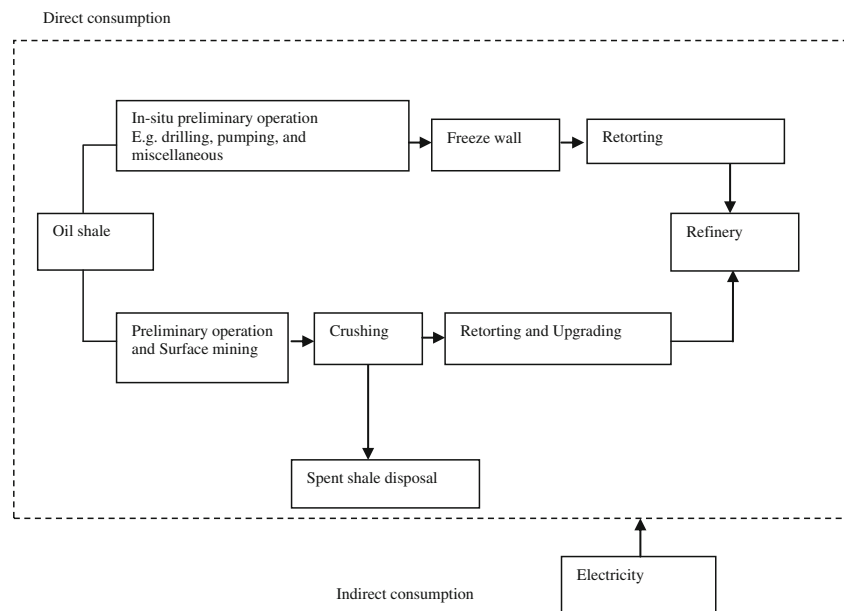 Direct consumption
In-situ preliminary operation
E.g. drilling, pumping, and
miscellaneous
Freeze wall
Retorting
Oil shale
Refinery
Preliminary operation
and Surface mining
Crushing
Retorting and Upgrading
Spent shale disposal
Electricity
Indirect consumption